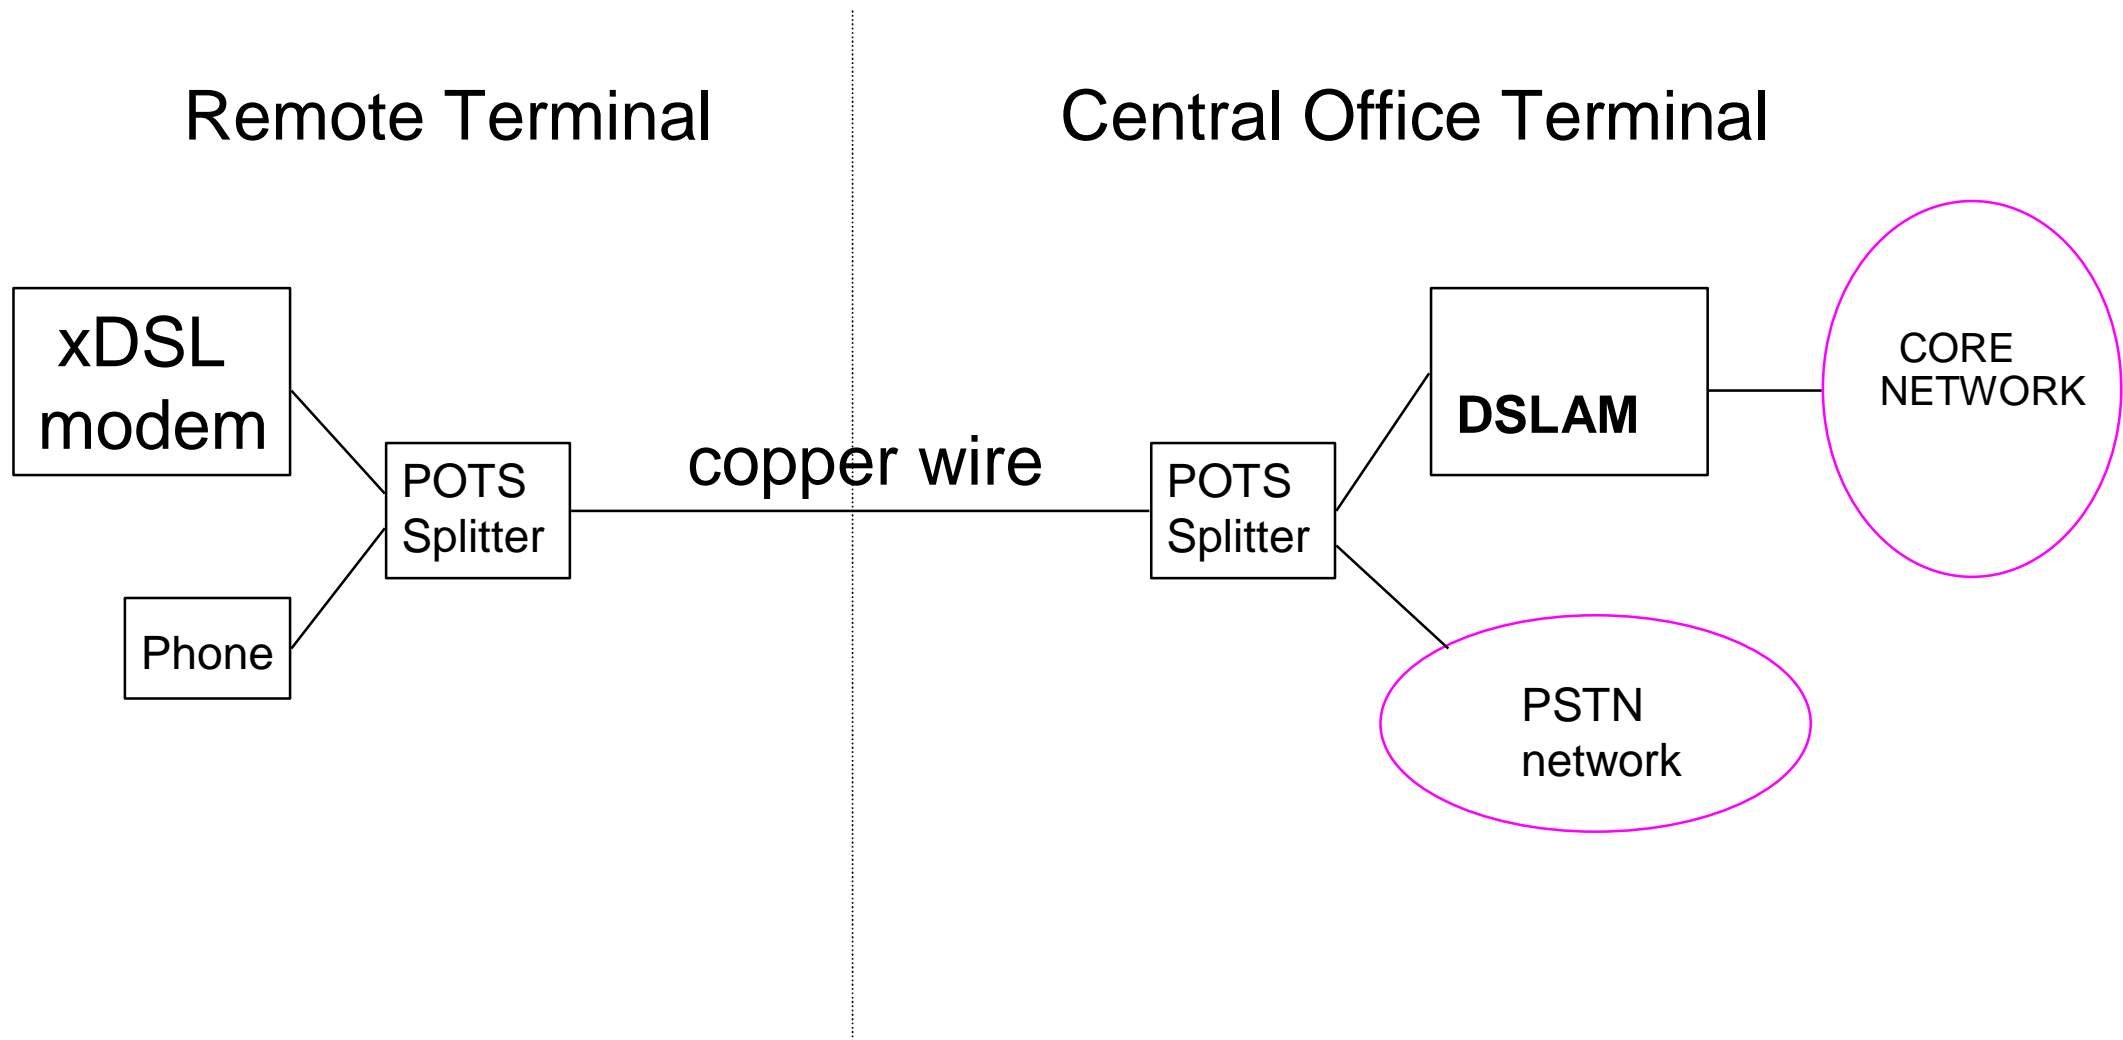 Remote Terminal
Central Office Terminal
xDSL
modem
POTS
Splitter
Phone
copper wire
POTS
Splitter
DSLAM
CORE
NETWORK
PSTN
network